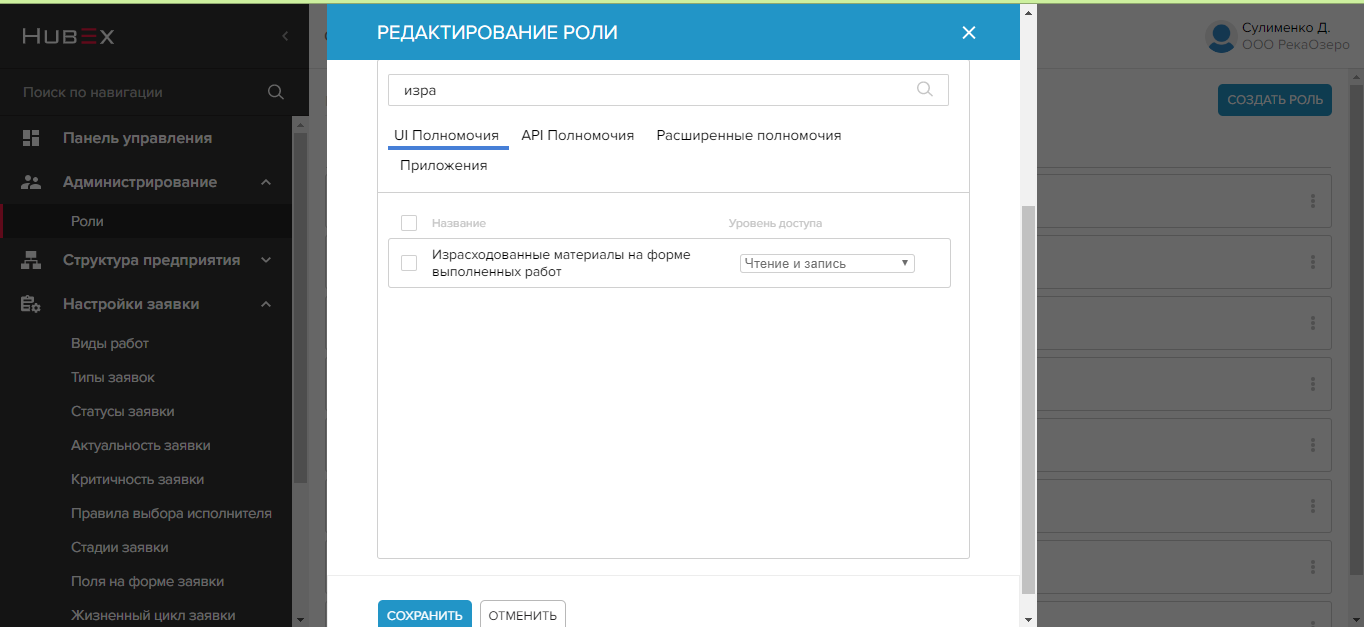 HUBEX
Поиск по навигации
Панель управления
Администрирование
Роли
Структура предприятия
Настройки заявки
Виды работ
Типы заявок
Статусы заявки
Актуальность заявки
Критичность заявки
Правила выбора исполнителя
Стадии заявки
Поля на форме заявки
Жизненный цикл заявки
РЕДАКТИРОВАНИЕ РОЛИ
изра
UI Полномочия API Полномочия Расширенные полномочия
Приложения
Название Уровень доступа
Израсходованные материалы на форме
выполненных работ
Чтение и запись
СОХРАНИТЬ ОТМЕНИТЬ
Сулименко Д.
ООО РекаОзеро
СОЗДАТЬ РОЛЬ